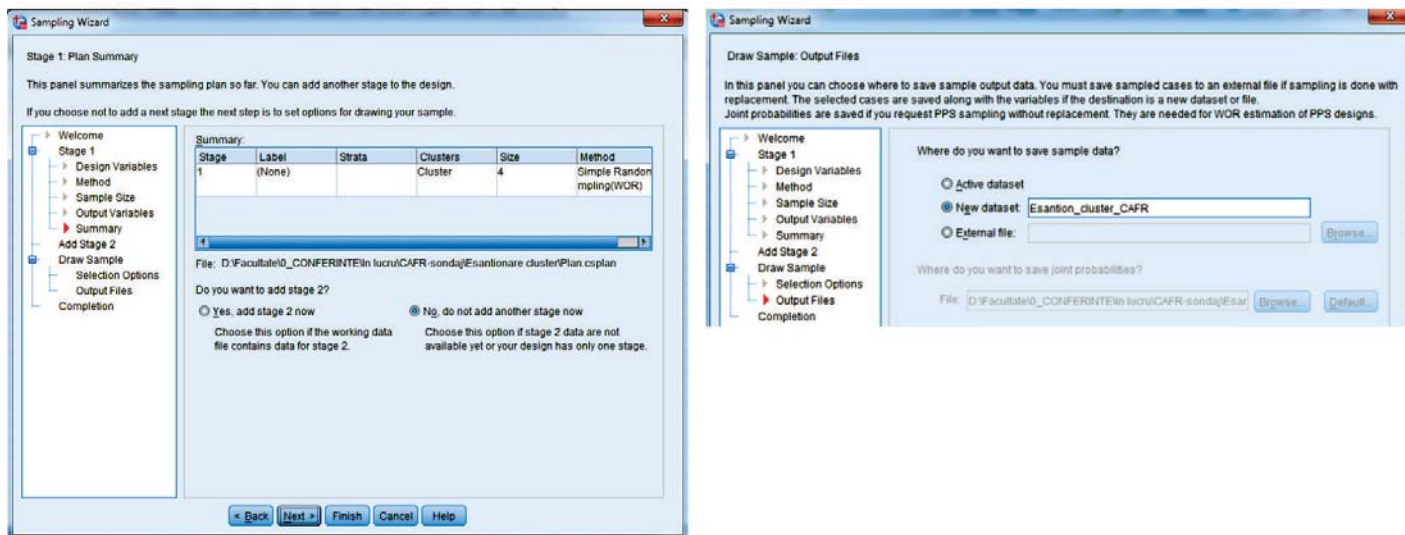 Sampling Wizard
Stage 1: Plan Summary
This panel summarizes the sampling plan so far. You can add another stage to the design.
If you choose not to add a next stage the next step is to set options for drawing your sample.
Welcome
Stage 1
Design Variables
Method
Sample Size
Output Variables
Summary
Add Stage 2
Draw Sample
Selection Options
Output Files
Completion
Summary:
Stage Label Strata Clusters Size Method
1 (None) Cluster 4 Simple Randon
mpling(WOR)
File: D:\Facultate\0_CONFERINTE\In lucru\CAFR-sondaj\Esantionare cluster\Plan.csplan
Do you want to add stage 2?
Yes, add stage 2 now
No, do not add another stage now
Choose this option if the working data
file contains data for stage 2.
Choose this option if stage 2 data are not
available yet or your design has only one stage.
< Back Next > Finish Cancel Help
Sampling Wizard
Draw Sample: Output Files
In this panel you can choose where to save sample output data. You must save sampled cases to an external file if sampling is done with
replacement. The selected cases are saved along with the variables if the destination is a new dataset or file.
Joint probabilities are saved if you request PPS sampling without replacement. They are needed for WOR estimation of PPS designs.
Welcome
Stage 1
Design Variables
Method
Sample Size
Output Variables
Summary
Add Stage 2
Draw Sample
Selection Options
Output Files
Completion
Where do you want to save sample data?
Active dataset
New dataset: Esantion_cluster_CAFR
External file: Browse...
Where do you want to save joint probabilities?
File: D:\Facultate\0_CONFERINTE\In lucru\CAFR-sondaj\Esar Browse... Default...